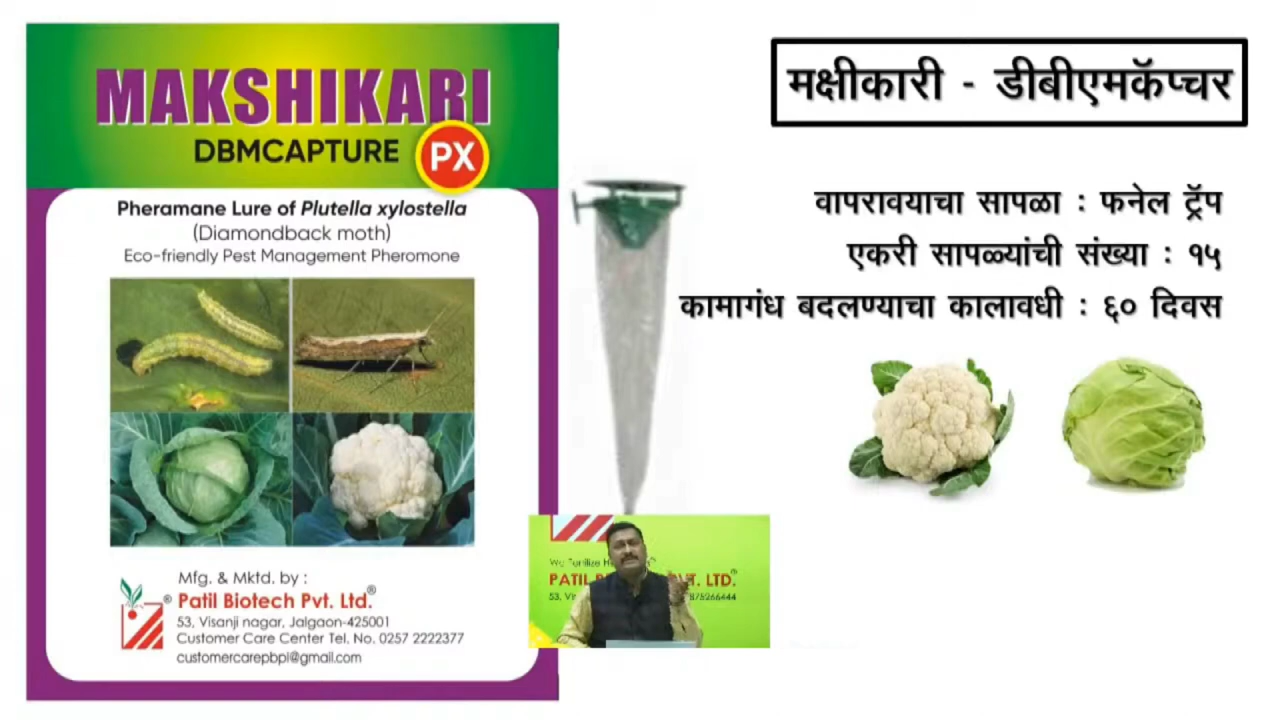 MAKSHIKARI
DBMCAPTURE
PX
Pheramane Lure of Plutella xylostella
(Diamondback moth)
Eco-friendly Pest Management Pheromone
Mfg. & Mktd. by :
Patil Biotech Pvt. Ltd.®
53, Visanji nagar, Jalgaon-425001
Customer Care Center Tel. No. 0257 2222377
customercarepbpl@gmail.com
मक्षीकारी - डीबीएमकॅप्चर
वापरावयाचा सापळा : फनेल ट्रॅप
एकरी सापळ्यांची संख्या : १५
कामागंध बदलण्याचा कालावधी : ६० दिवस
PATIL
LTD.®
53,